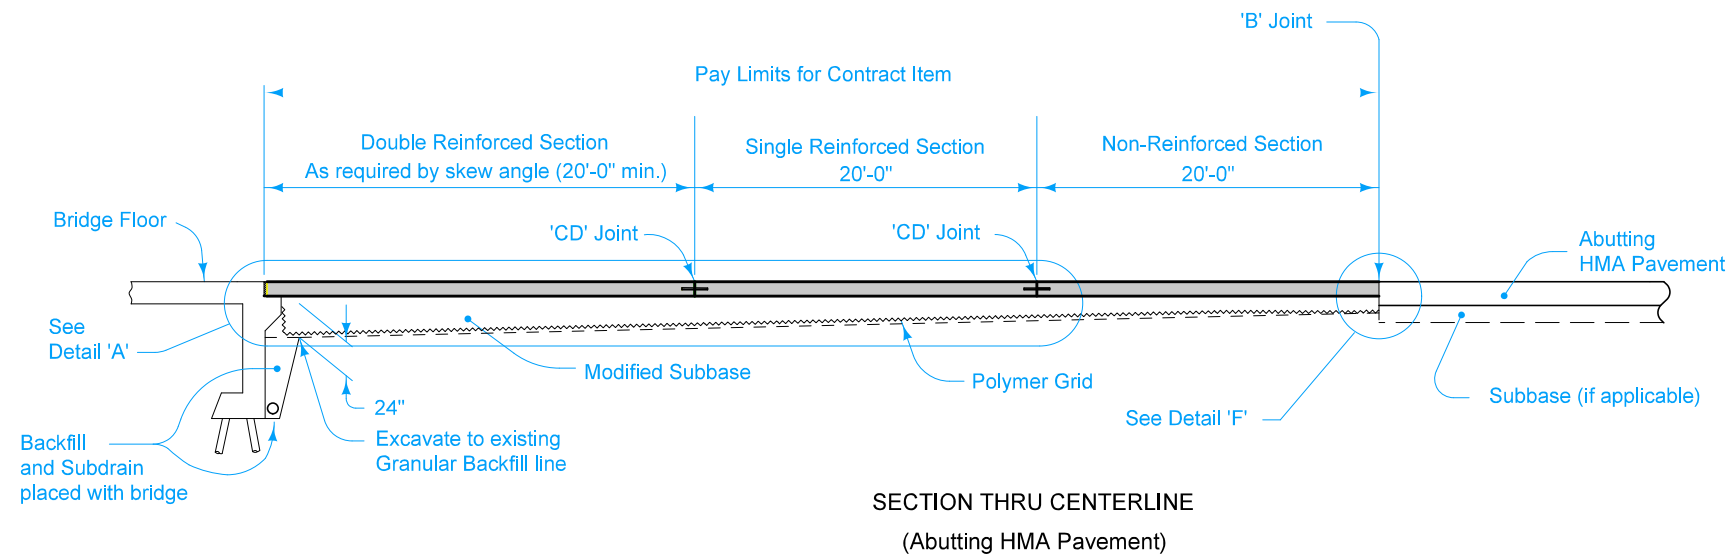 'B' Joint
Pay Limits for Contract Item
Double Reinforced Section
As required by skew angle (20'-0" min.)
Single Reinforced Section
20'-0"
Non-Reinforced Section
20'-0"
Bridge Floor
'CD' Joint
'CD' Joint
Abutting
HMA Pavement
See
Detail 'A'
Modified Subbase
Polymer Grid
Subbase (if applicable)
24"
See Detail 'F'
Excavate to existing
Granular Backfill line
Backfill
and Subdrain
placed with bridge
SECTION THRU CENTERLINE
(Abutting HMA Pavement)